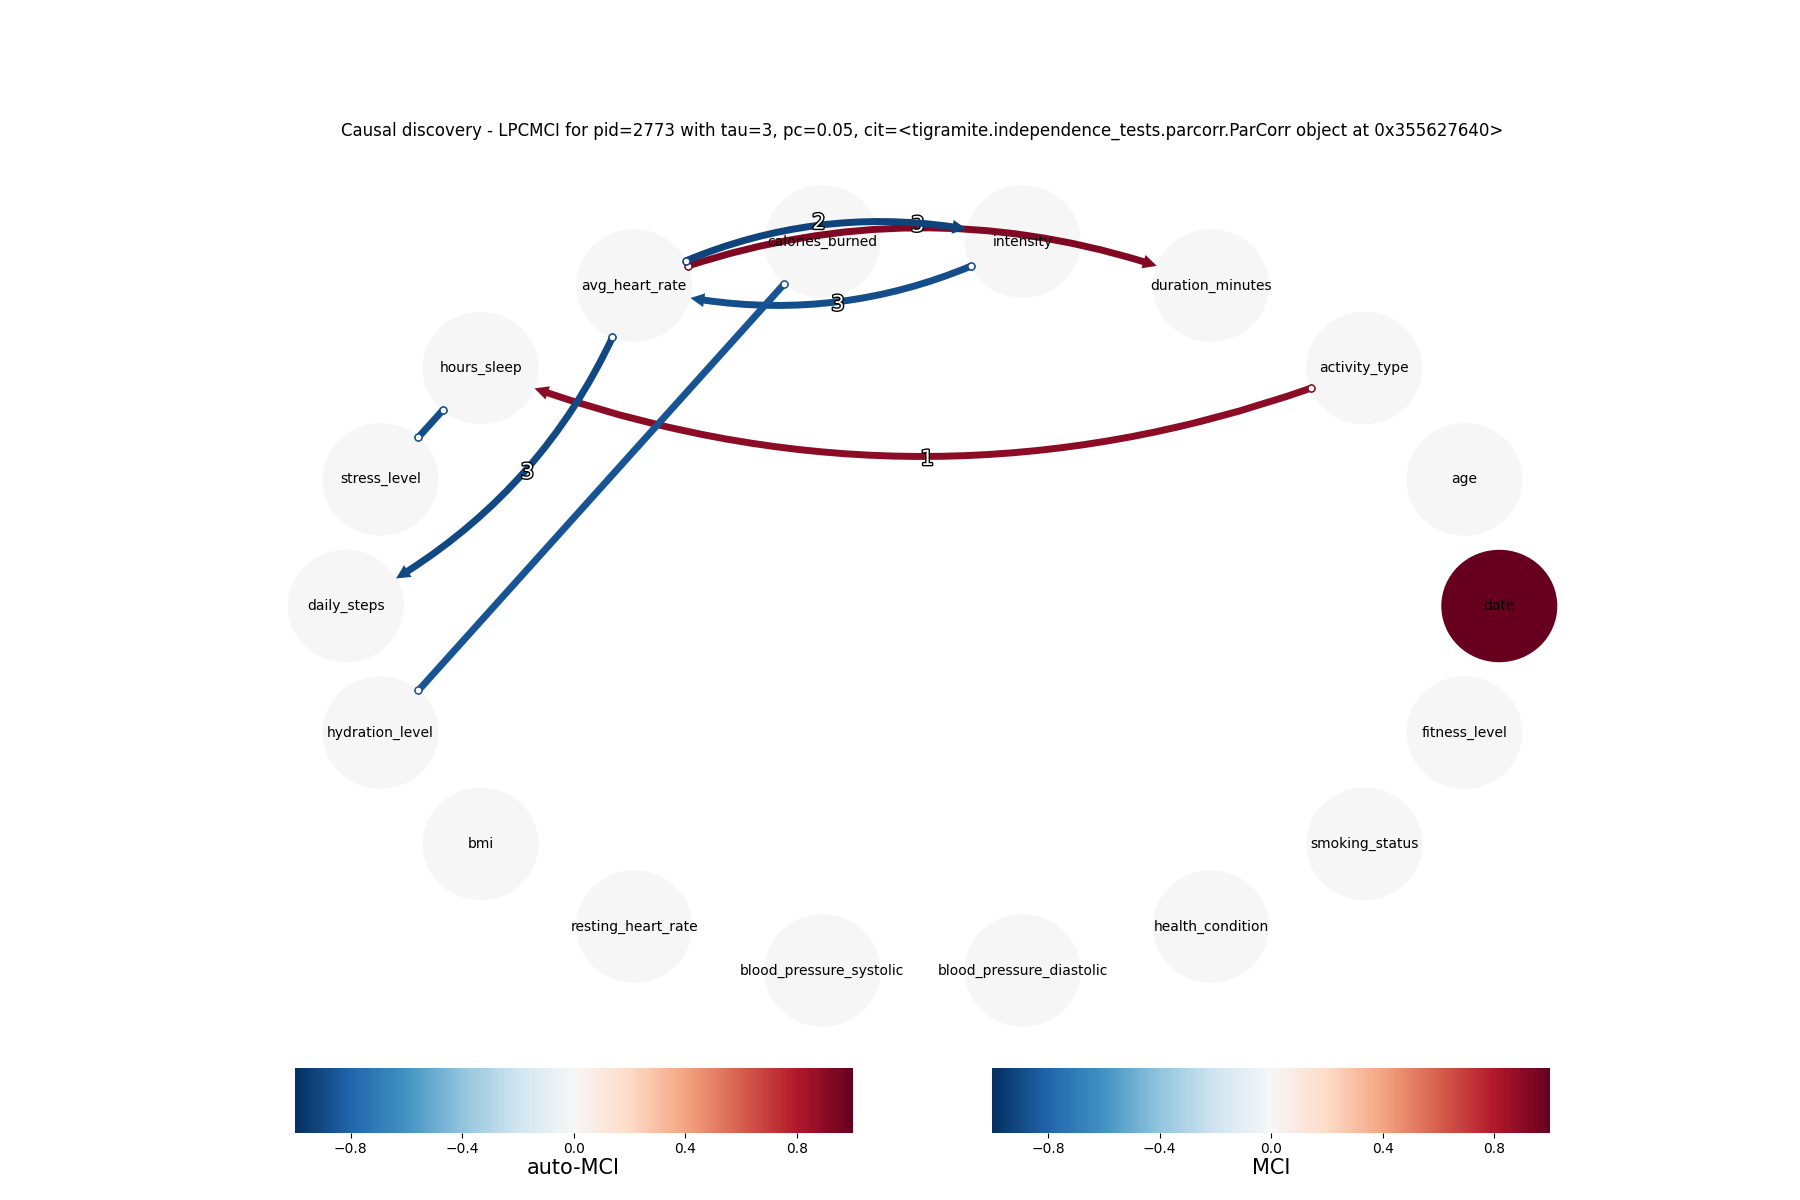 Causal discovery - LPCMCI for pid=2773 with tau=3, pc=0.05, cit=<tigramite.independence_tests.parcorr.ParCorr object at 0x355627640>
2
3
calories_burned
intensity
avg_heart_rate
duration_minutes
3
hours_sleep
activity_type
1
3
stress_level
age
daily_steps
date
hydration_level
fitness_level
bmi
smoking_status
resting_heart_rate
health_condition
blood_pressure_systolic
blood_pressure_diastolic
−0.8 −0.4 0.0 0.4 0.8
auto-MCI
−0.8 −0.4 0.0 0.4 0.8
MCI